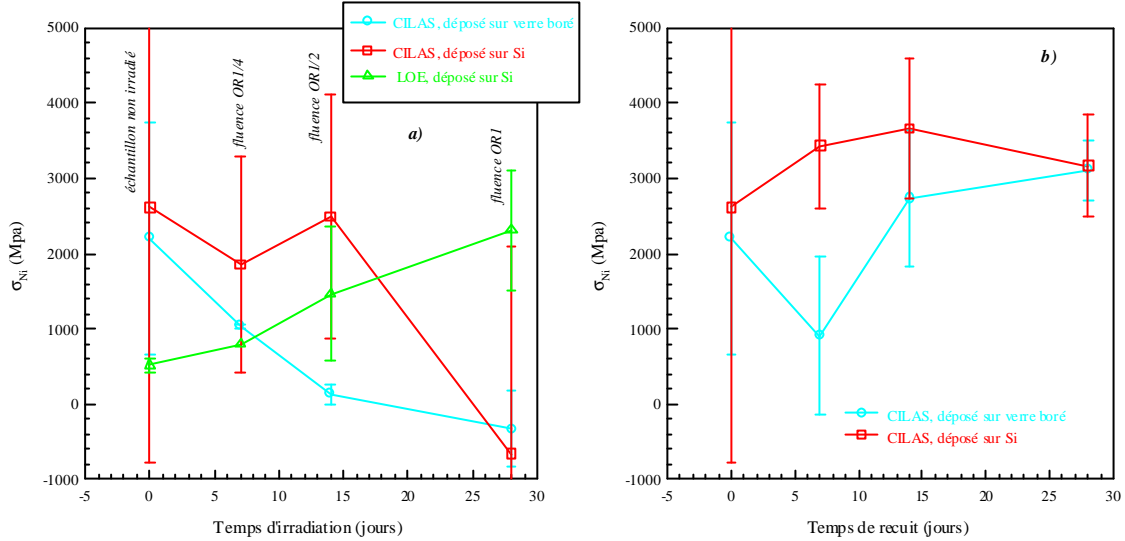 CILAS, déposé sur verre boré
CILAS, déposé sur Si
LOE, déposé sur Si
a)
échantillon non irradié
fluence OR1/4
fluence OR1/2
fluence OR1
5000
4000
3000
2000
1000
0
-1000
-5
0
5
10
15
20
25
30
σNi (Mpa)
Temps d'irradiation (jours)
b)
CILAS, déposé sur verre boré
CILAS, déposé sur Si
5000
4000
3000
2000
1000
0
-1000
-5
0
5
10
15
20
25
30
σNi (Mpa)
Temps de recuit (jours)